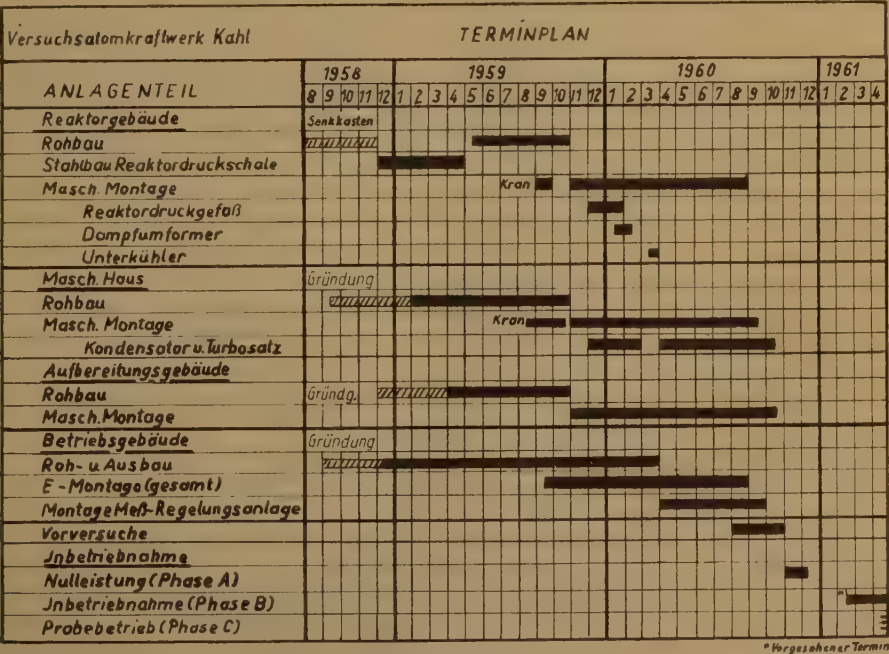 Versuchsatomkraftwerk Kahl TERMINPLAN
1958 1959 1960 1961
ANLAGENTEIL 8 9 10 11 12 1 2 3 4 5 6 7 8 9 10 11 12 1 2 3 4 5 6 7 8 9 10 11 12 1 2 3 4
Reaktorgebäude Senkkasten
Rohbau
Stahlbau Reaktordruckschale
Masch. Montage Kran
Reaktordruckgefäß
Dampfumformer
Unterkühler
Masch. Haus Gründung
Rohbau
Masch. Montage Kran
Kondensator u. Turbosatz
Aufbereitungsgebäude
Rohbau Gründg.
Masch. Montage
Betriebsgebäude Gründung
Roh- u. Ausbau
E-Montage (gesamt)
Montage Meß-Regelungsanlage
Vorversuche
Jnbetriebnahme
Nulleistung (Phase A)
Jnbetriebnahme (Phase B) *
Probebetrieb (Phase C)
* Vorgesehener Termin